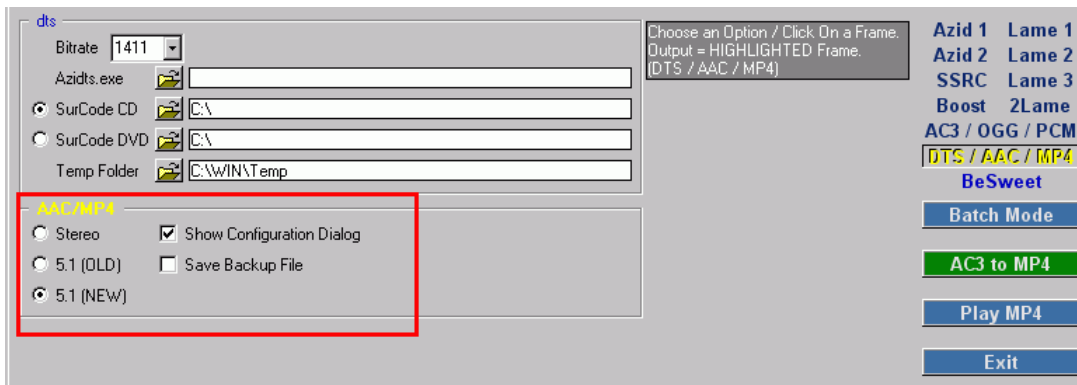 dts
Bitrate 1411
Azidts.exe
SurCode CD C:\
SurCode DVD C:\
Temp Folder C:\WIN\Temp
AAC/MP4
Stereo Show Configuration Dialog
5.1 (OLD) Save Backup File
5.1 (NEW)
Choose an Option / Click On a Frame.
Output = HIGHLIGHTED Frame.
(DTS / AAC / MP4)
Azid 1 Lame 1
Azid 2 Lame 2
SSRC Lame 3
Boost 2Lame
AC3 / OGG / PCM
DTS / AAC / MP4
BeSweet
Batch Mode
AC3 to MP4
Play MP4
Exit